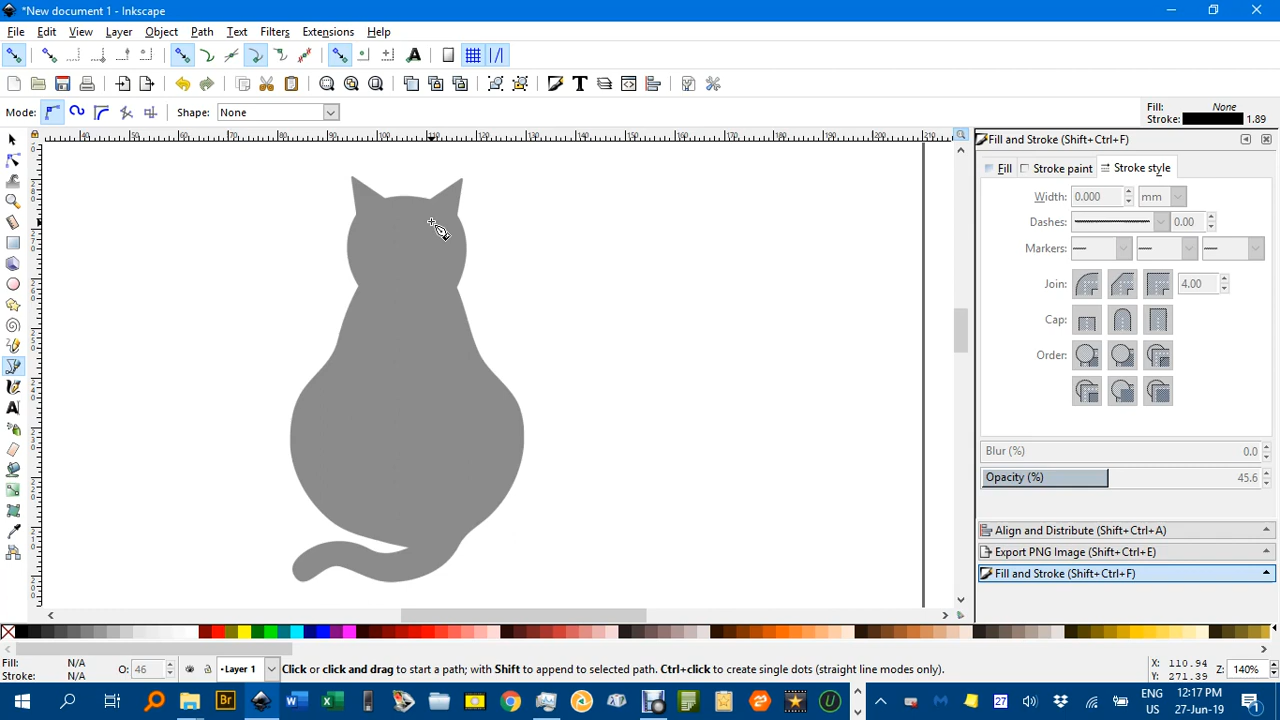 *New document 1 - Inkscape
File Edit View Layer Object Path Text Filters Extensions Help
Mode: Shape: None
Fill: None
Stroke: 1.89
Fill and Stroke (Shift+Ctrl+F)
Fill Stroke paint Stroke style
Width: 0.000 mm
Dashes: 0.00
Markers:
Join: 4.00
Cap:
Order:
Blur (%) 0.0
Opacity (%) 45.6
Align and Distribute (Shift+Ctrl+A)
Export PNG Image (Shift+Ctrl+E)
Fill and Stroke (Shift+Ctrl+F)
Fill: N/A
Stroke: N/A
O: 46
Layer 1
Click or click and drag to start a path; with Shift to append to selected path. Ctrl+click to create single dots (straight line modes only).
X: 110.94
Y: 271.39
Z: 140%
Br
27
ENG
US
12:17 PM
27-Jun-19